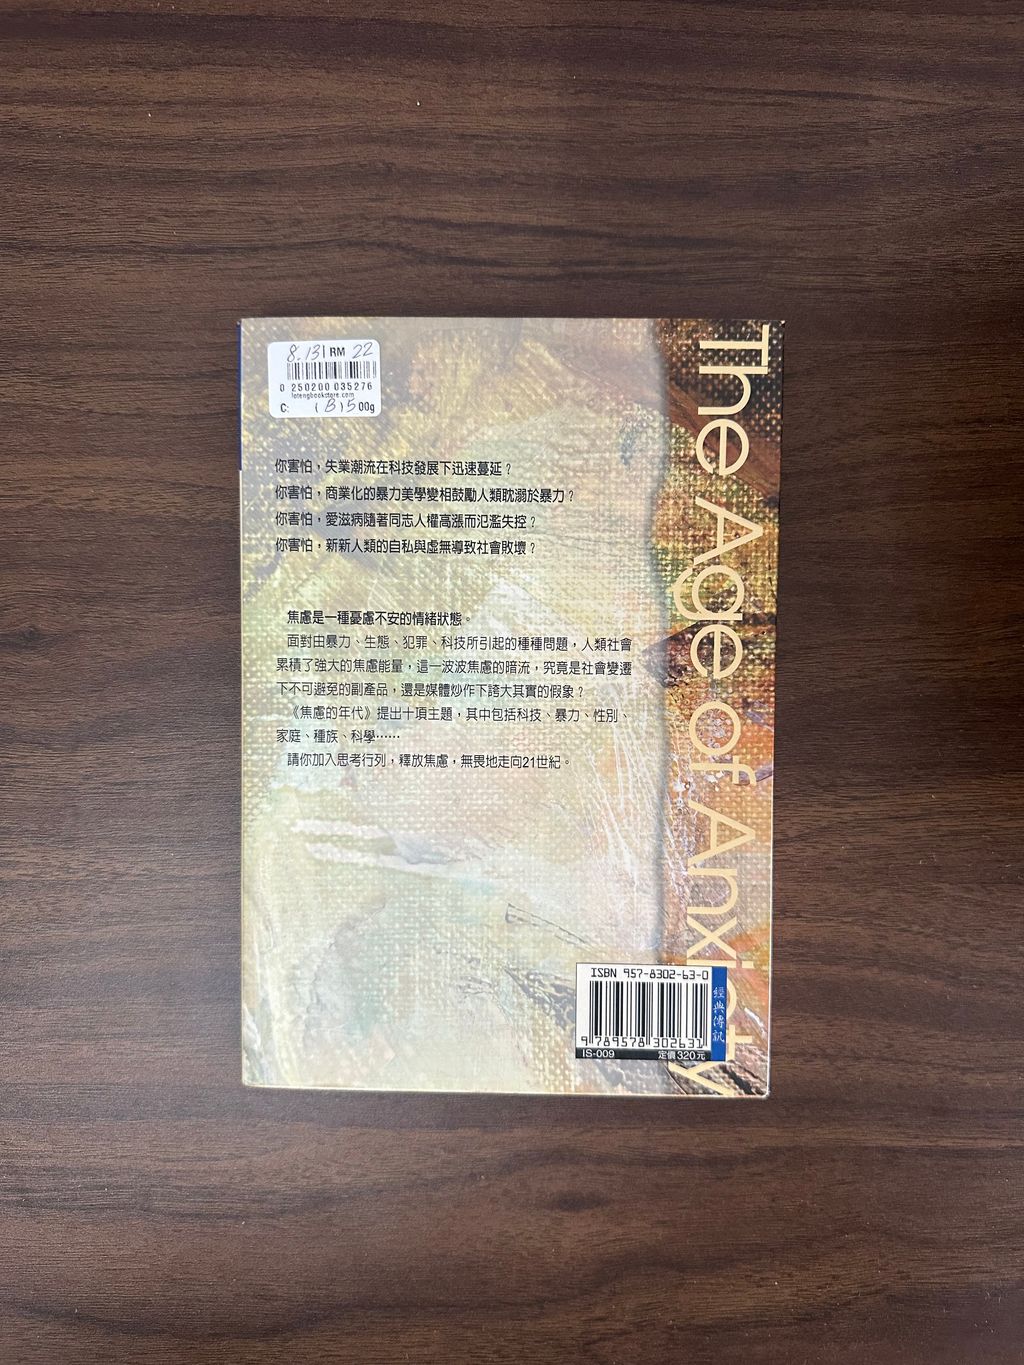 8.13 | RM 22
0 250200 035276
lotengbookstore.com
C: (B)500g
你害怕，失業潮流在科技發展下迅速蔓延？
你害怕，商業化的暴力美學變相鼓勵人類耽溺於暴力？
你害怕，愛滋病隨著同志人權高漲而氾濫失控？
你害怕，新新人類的自私與虛無導致社會敗壞？
焦慮是一種憂慮不安的情緒狀態。
面對由暴力、生態、犯罪、科技所引起的種種問題，人類社會
累積了強大的焦慮能量，這一波波焦慮的暗流，究竟是社會變遷
下不可避免的副產品，還是媒體炒作下誇大其實的假象？
《焦慮的年代》提出十項主題，其中包括科技、暴力、性別、
家庭、種族、科學……
請你加入思考行列，釋放焦慮，無畏地走向21世紀。
The Age of Anxiety
ISBN 957-8302-63-0
9 789578 302631
IS-009 定價320元
經典傳訊